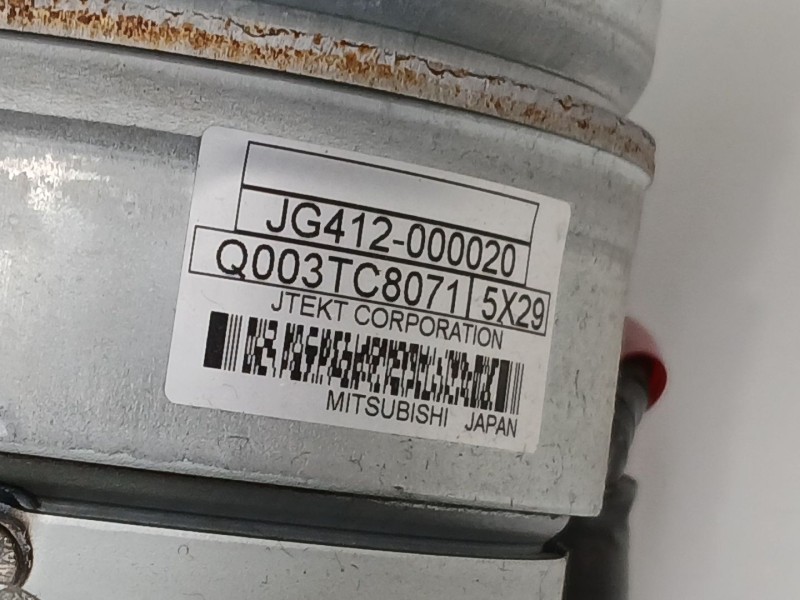 JG412-000020
Q003TC8071 5X29
JTEKT CORPORATION
MITSUBISHI JAPAN